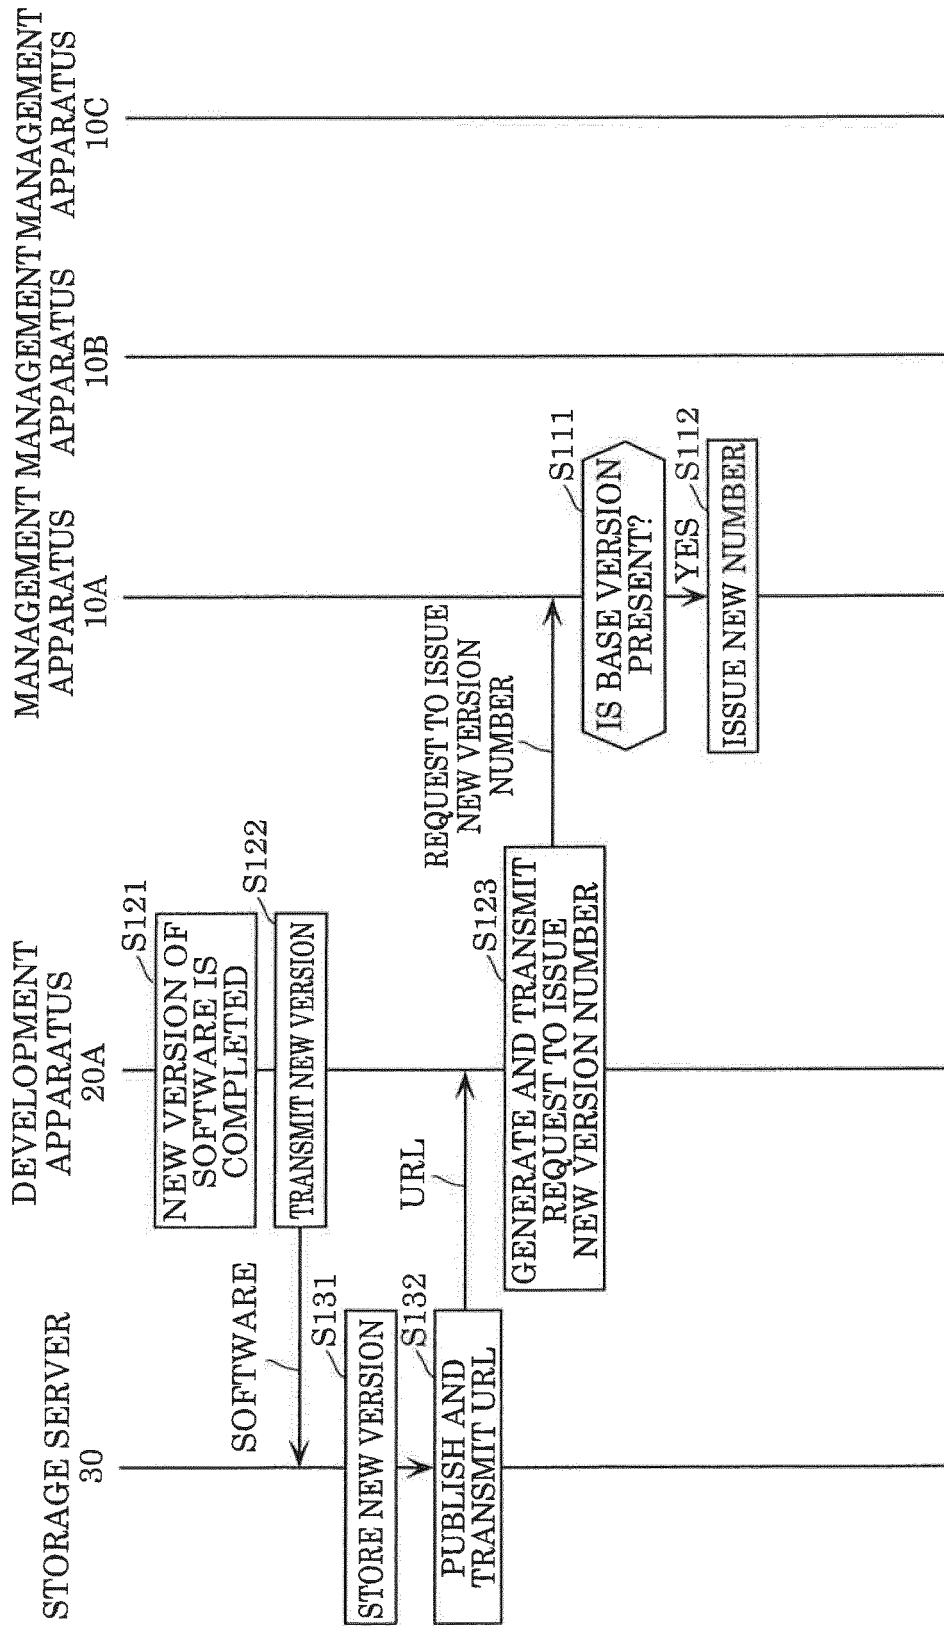 STORAGE SERVER
30
DEVELOPMENT
APPARATUS
20A
MANAGEMENT
APPARATUS
10A
MANAGEMENT
APPARATUS
10B
MANAGEMENT
APPARATUS
10C
S121
NEW VERSION OF
SOFTWARE IS
COMPLETED
S122
TRANSMIT NEW VERSION
SOFTWARE
S131
STORE NEW VERSION
S132
PUBLISH AND
TRANSMIT URL
URL
S123
GENERATE AND TRANSMIT
REQUEST TO ISSUE
NEW VERSION NUMBER
REQUEST TO ISSUE
NEW VERSION
NUMBER
S111
IS BASE VERSION
PRESENT?
YES
S112
ISSUE NEW NUMBER